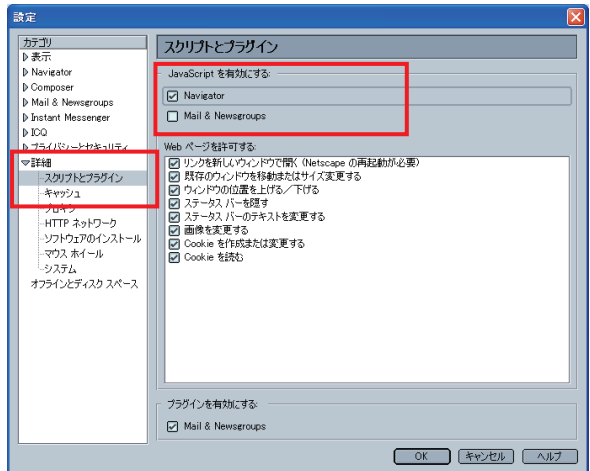 設定
カテゴリ
表示
Navigator
Composer
Mail & Newsgroups
Instant Messenger
ICQ
プライバシーとセキュリティ
詳細
スクリプトとプラグイン
キャッシュ
プロキシ
HTTP ネットワーク
ソフトウェアのインストール
マウス ホイール
システム
オフラインとディスク スペース
スクリプトとプラグイン
JavaScript を有効にする:
Navigator
Mail & Newsgroups
Web ページを許可する:
リンクを新しいウィンドウで開く (Netscape の再起動が必要)
既存のウィンドウを移動またはサイズ変更する
ウィンドウの位置を上げる/下げる
ステータス バーを隠す
ステータス バーのテキストを変更する
画像を変更する
Cookie を作成または変更する
Cookie を読む
プラグインを有効にする:
Mail & Newsgroups
OK
キャンセル
ヘルプ